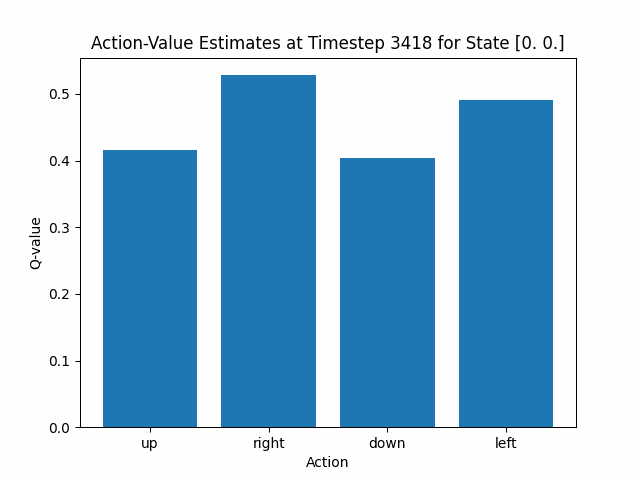 Action-Value Estimates at Timestep 3418 for State [0. 0.]
0.5
0.4
0.3
0.2
0.1
0.0
Q-value
up right down left
Action